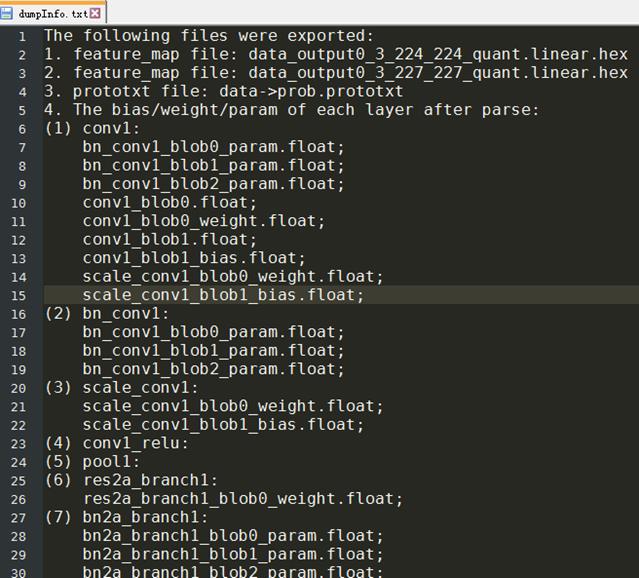 dumpInfo.txt
1 The following files were exported:
2 1. feature_map file: data_output0_3_224_224_quant.linear.hex
3 2. feature_map file: data_output0_3_227_227_quant.linear.hex
4 3. prototxt file: data->prob.prototxt
5 4. The bias/weight/param of each layer after parse:
6 (1) conv1:
7 bn_conv1_blob0_param.float;
8 bn_conv1_blob1_param.float;
9 bn_conv1_blob2_param.float;
10 conv1_blob0.float;
11 conv1_blob0_weight.float;
12 conv1_blob1.float;
13 conv1_blob1_bias.float;
14 scale_conv1_blob0_weight.float;
15 scale_conv1_blob1_bias.float;
16 (2) bn_conv1:
17 bn_conv1_blob0_param.float;
18 bn_conv1_blob1_param.float;
19 bn_conv1_blob2_param.float;
20 (3) scale_conv1:
21 scale_conv1_blob0_weight.float;
22 scale_conv1_blob1_bias.float;
23 (4) conv1_relu:
24 (5) pool1:
25 (6) res2a_branch1:
26 res2a_branch1_blob0_weight.float;
27 (7) bn2a_branch1:
28 bn2a_branch1_blob0_param.float;
29 bn2a_branch1_blob1_param.float;
30 bn2a_branch1_blob2_param.float;